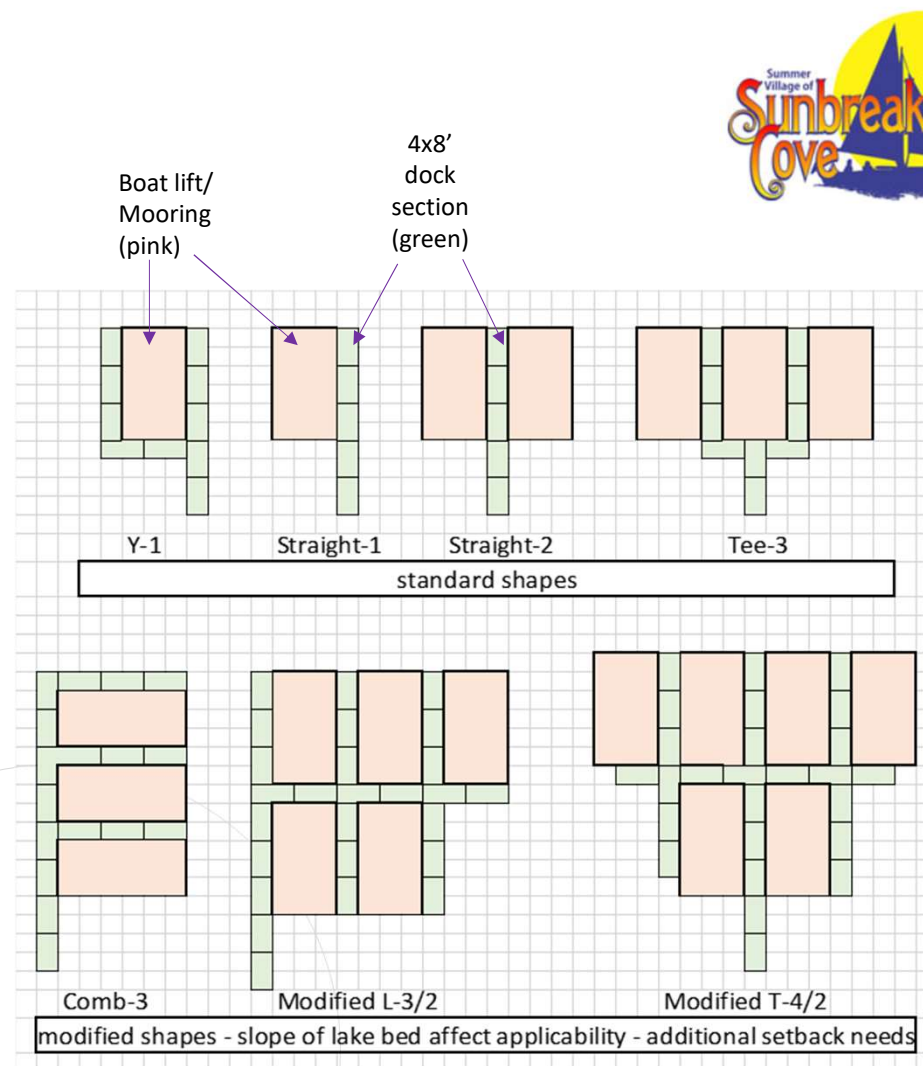 Summer
Village of
Sunbreak
Cove
4x8’
dock
section
(green)
Boat lift/
Mooring
(pink)
Y-1 Straight-1 Straight-2 Tee-3
standard shapes
Comb-3 Modified L-3/2 Modified T-4/2
modified shapes - slope of lake bed affect applicability - additional setback needs